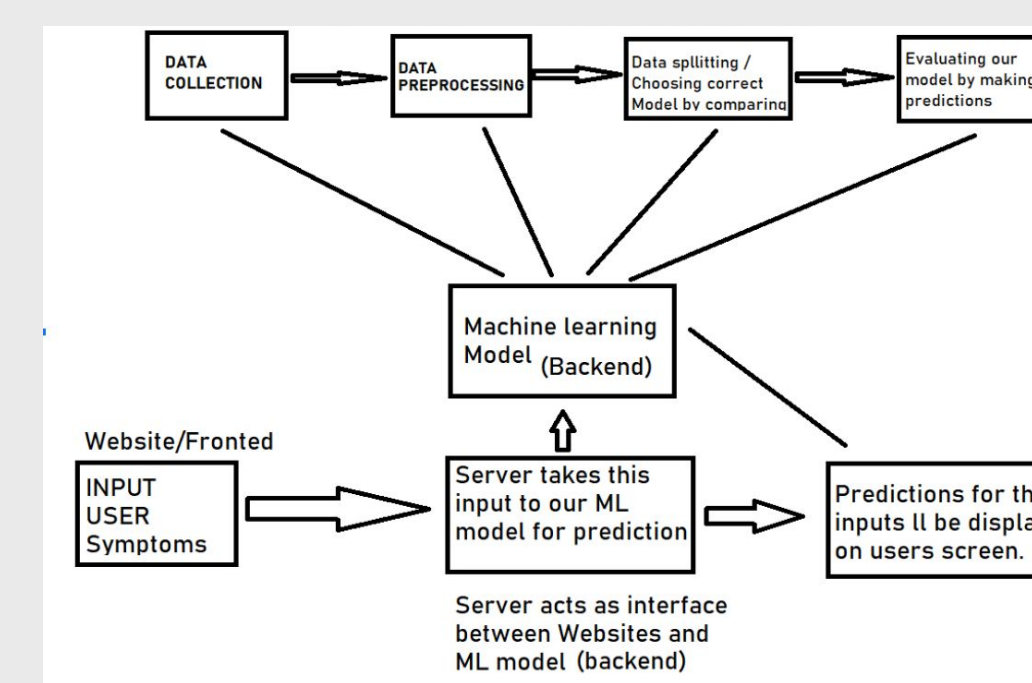 DATA
COLLECTION
DATA
PREPROCESSING
Data spllitting /
Choosing correct
Model by comparing
Evaluating our
model by making
predictions
Machine learning
Model (Backend)
Website/Fronted
INPUT
USER
Symptoms
Server takes this
input to our ML
model for prediction
Predictions for th
inputs ll be displa
on users screen.
Server acts as interface
between Websites and
ML model (backend)